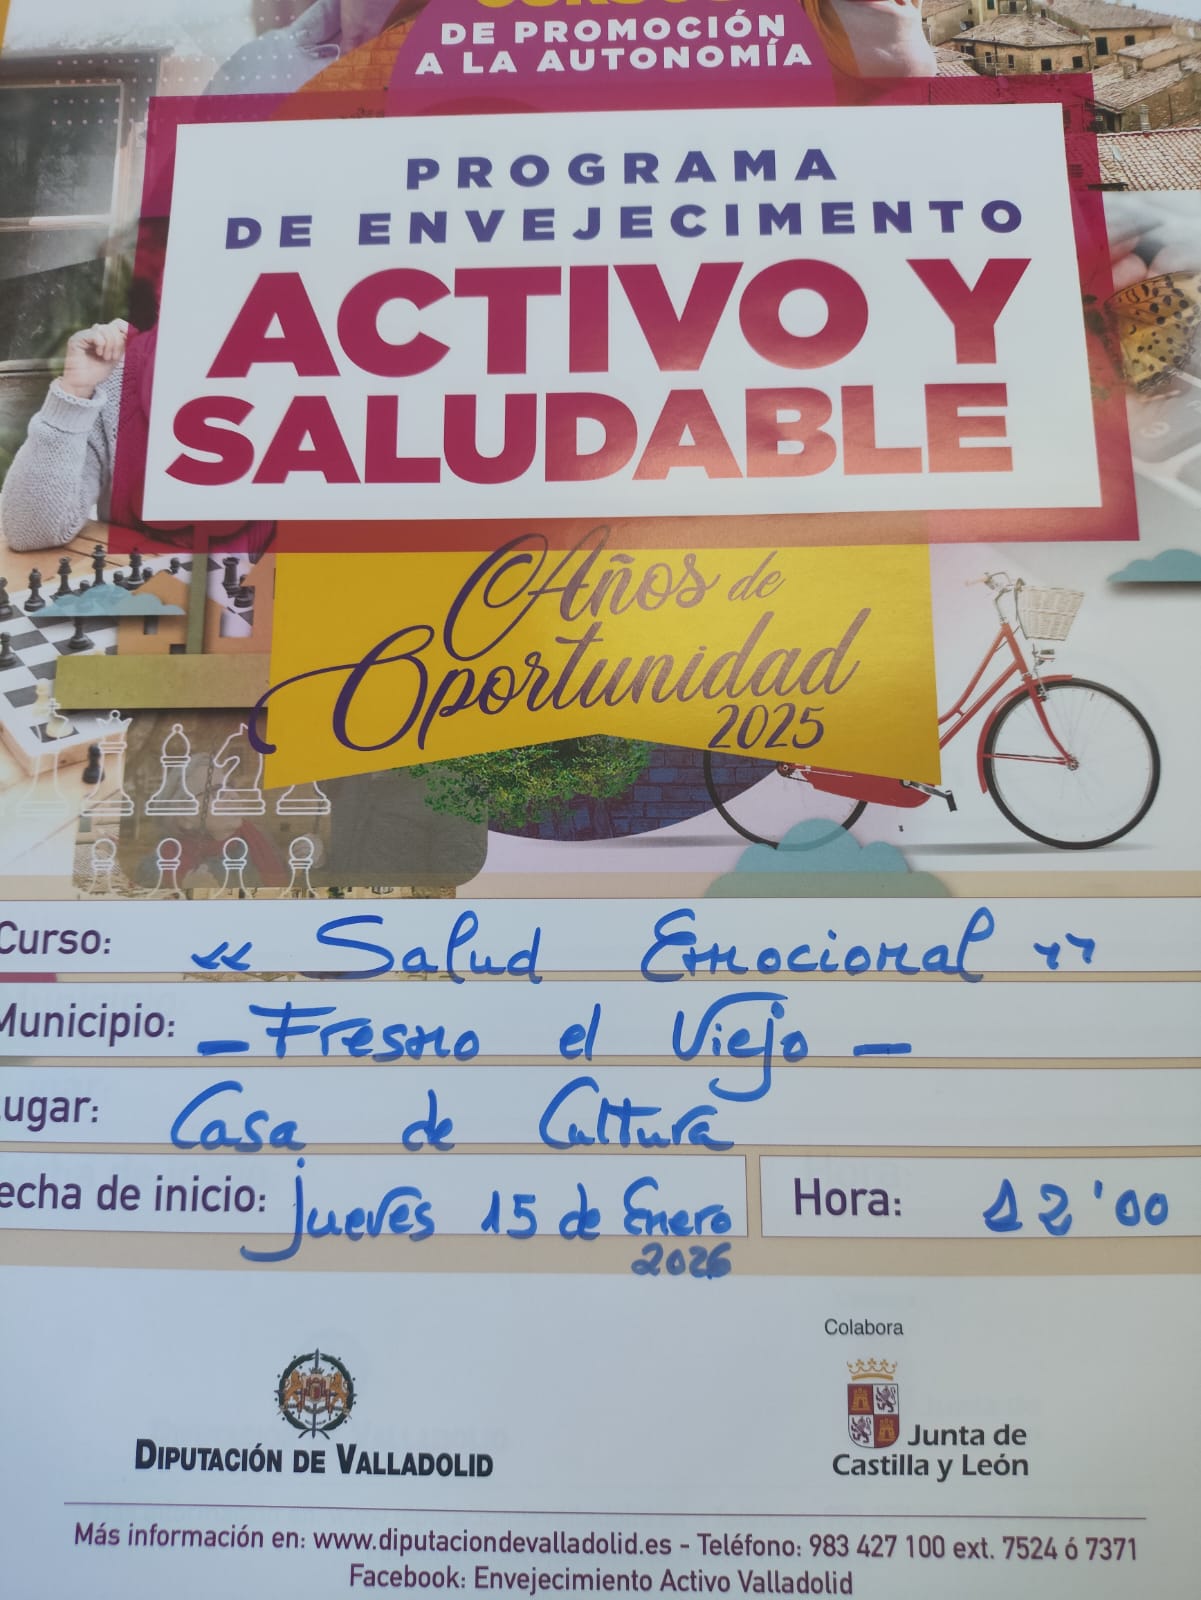 DE PROMOCIÓN
A LA AUTONOMÍA
PROGRAMA
DE ENVEJECIMENTO
ACTIVO Y
SALUDABLE
Años de
Oportunidad
2025
Curso: “ Salud Emocional ”
Municipio: - Fresno el Viejo -
Lugar: Casa de Cultura
echa de inicio: jueves 15 de Enero
2026
Hora: 12'00
Colabora
DIPUTACIÓN DE VALLADOLID
Junta de
Castilla y León
Más información en: www.diputaciondevalladolid.es - Teléfono: 983 427 100 ext. 7524 ó 7371
Facebook: Envejecimiento Activo Valladolid